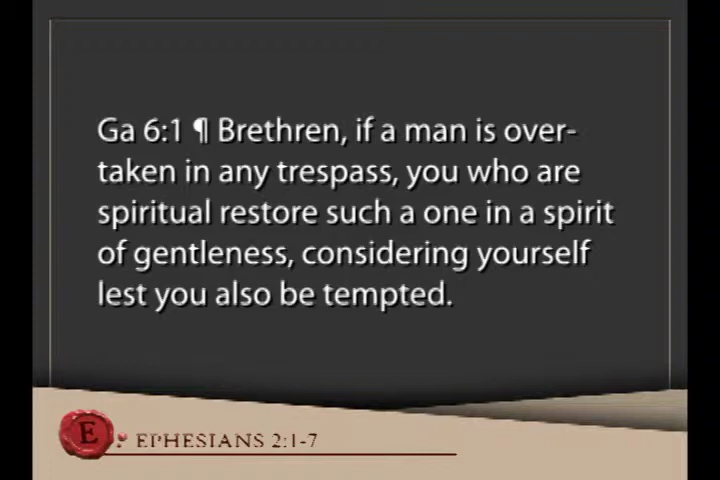 Ga 6:1 ¶ Brethren, if a man is over-
taken in any trespass, you who are
spiritual restore such a one in a spirit
of gentleness, considering yourself
lest you also be tempted.
E
EPHESIANS 2:1-7